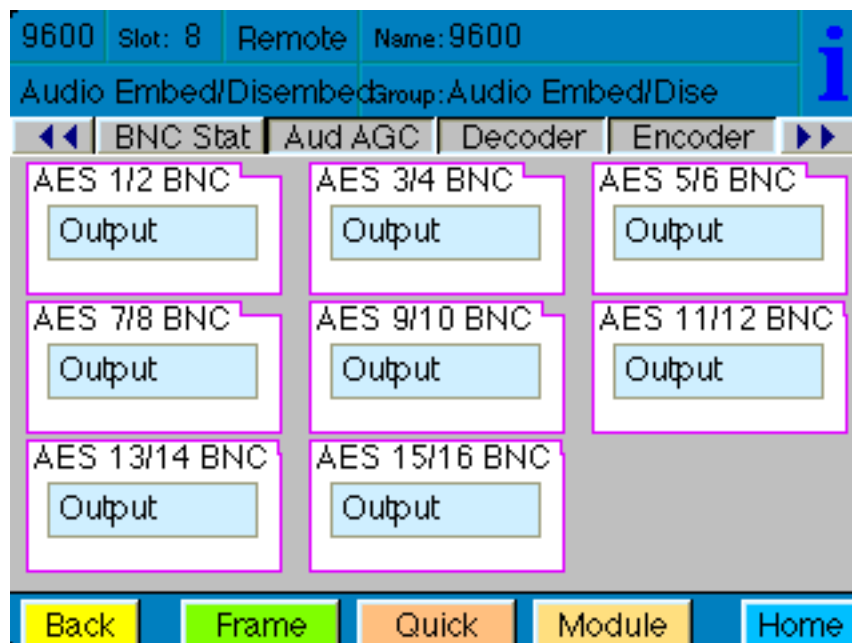 9600 Slot: 8 Remote Name: 9600
Audio Embed/Disembed Group: Audio Embed/Dise
BNC Stat Aud AGC Decoder Encoder
AES 1/2 BNC AES 3/4 BNC AES 5/6 BNC
Output Output Output
AES 7/8 BNC AES 9/10 BNC AES 11/12 BNC
Output Output Output
AES 13/14 BNC AES 15/16 BNC
Output Output
Back Frame Quick Module Home